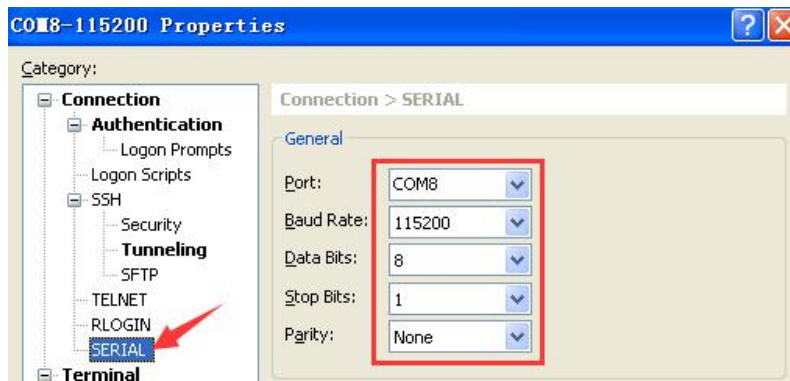 COM8-115200 Properties
Category:
Connection
Authentication
Logon Prompts
Logon Scripts
SSH
Security
Tunneling
SFTP
TELNET
RLOGIN
SERIAL
Terminal
Connection > SERIAL
General
Port: COM8
Baud Rate: 115200
Data Bits: 8
Stop Bits: 1
Parity: None